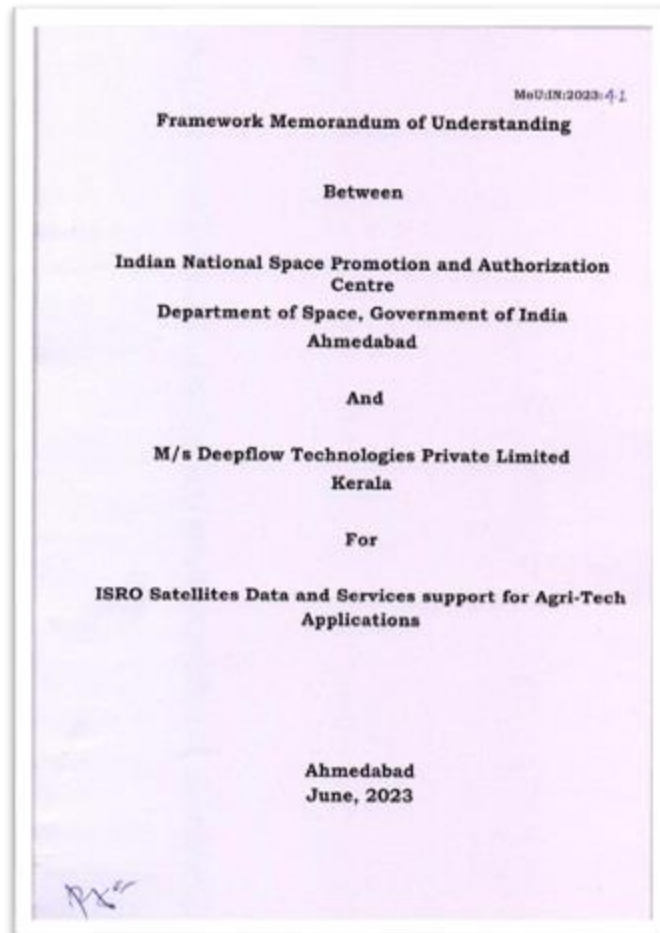 MoU:IN:2023:41
Framework Memorandum of Understanding
Between
Indian National Space Promotion and Authorization
Centre
Department of Space, Government of India
Ahmedabad
And
M/s Deepflow Technologies Private Limited
Kerala
For
ISRO Satellites Data and Services support for Agri-Tech
Applications
Ahmedabad
June, 2023